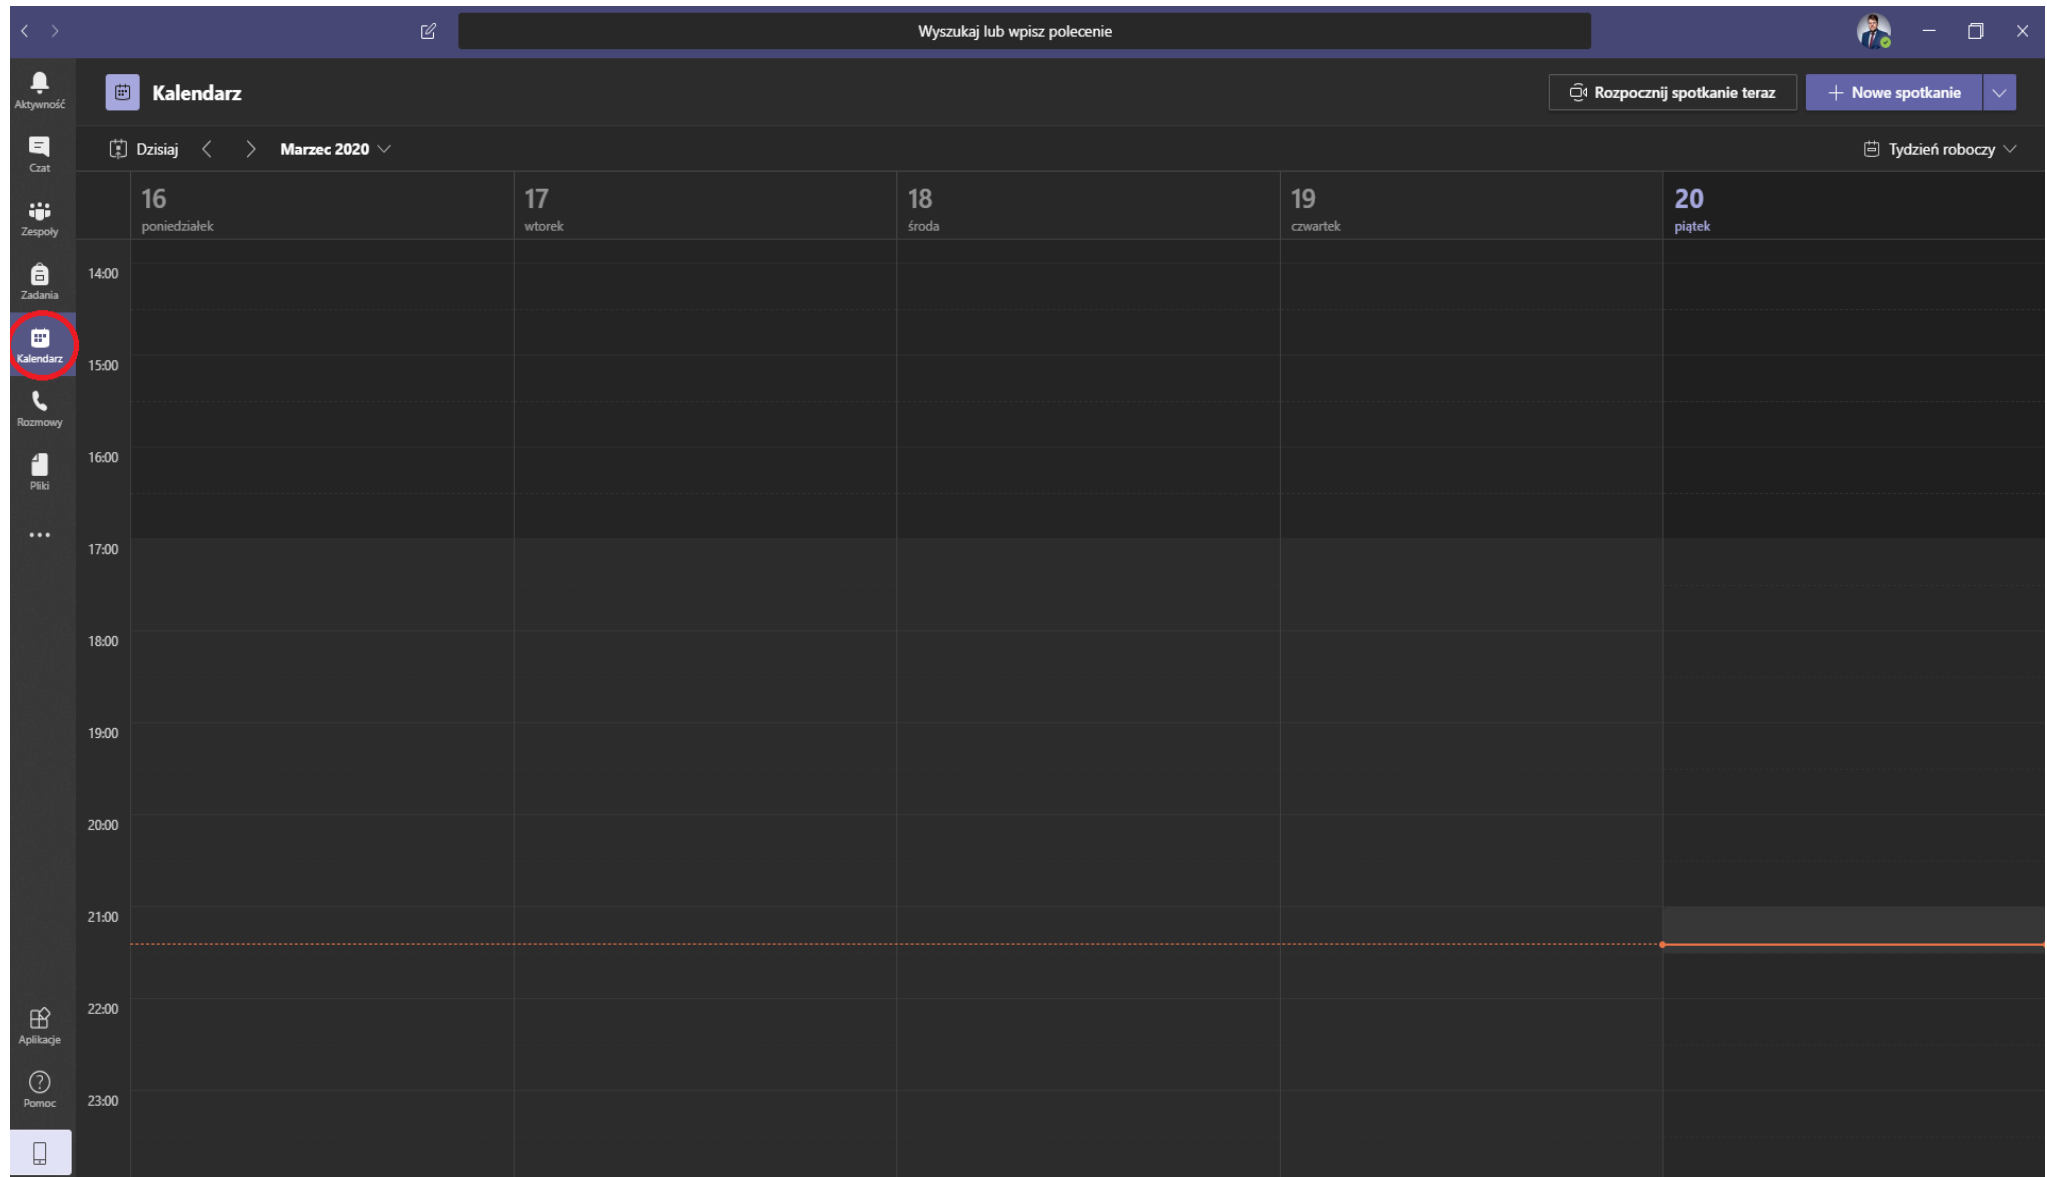 Wyszukaj lub wpisz polecenie
Aktywność
Czat
Zespoły
Zadania
Kalendarz
Rozmowy
Pliki
Aplikacje
Pomoc
Kalendarz
Rozpocznij spotkanie teraz
+ Nowe spotkanie
Dzisiaj
Marzec 2020
Tydzień roboczy
16
poniedziałek
17
wtorek
18
środa
19
czwartek
20
piątek
14:00
15:00
16:00
17:00
18:00
19:00
20:00
21:00
22:00
23:00